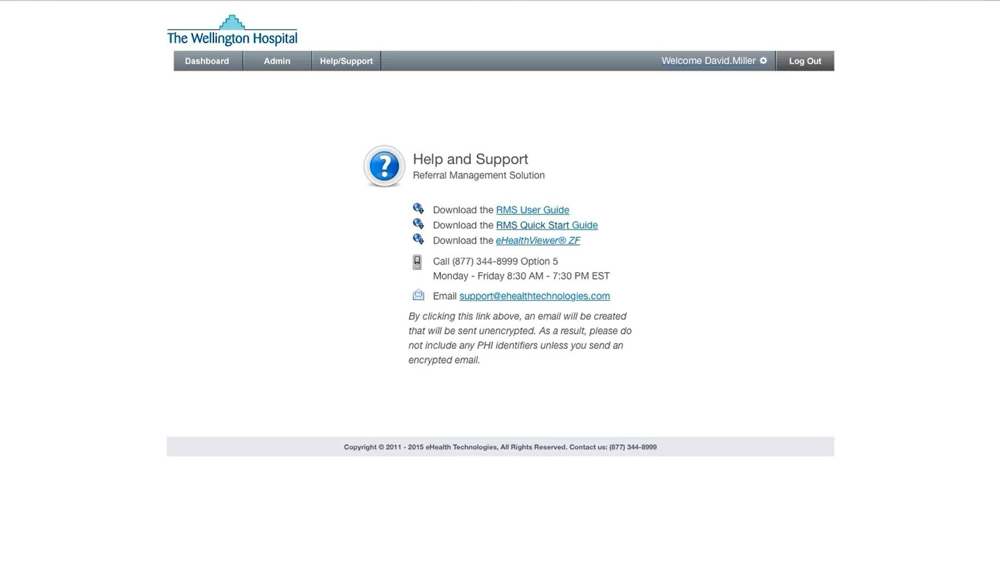 The Wellington Hospital
Dashboard Admin Help/Support Welcome David.Miller Log Out
?
Help and Support
Referral Management Solution
Download the RMS User Guide
Download the RMS Quick Start Guide
Download the eHealthViewer® ZF
Call (877) 344-8999 Option 5
Monday - Friday 8:30 AM - 7:30 PM EST
Email support@ehealthtechnologies.com
By clicking this link above, an email will be created
that will be sent unencrypted. As a result, please do
not include any PHI identifiers unless you send an
encrypted email.
Copyright © 2011 - 2015 eHealth Technologies, All Rights Reserved. Contact us: (877) 344-8999